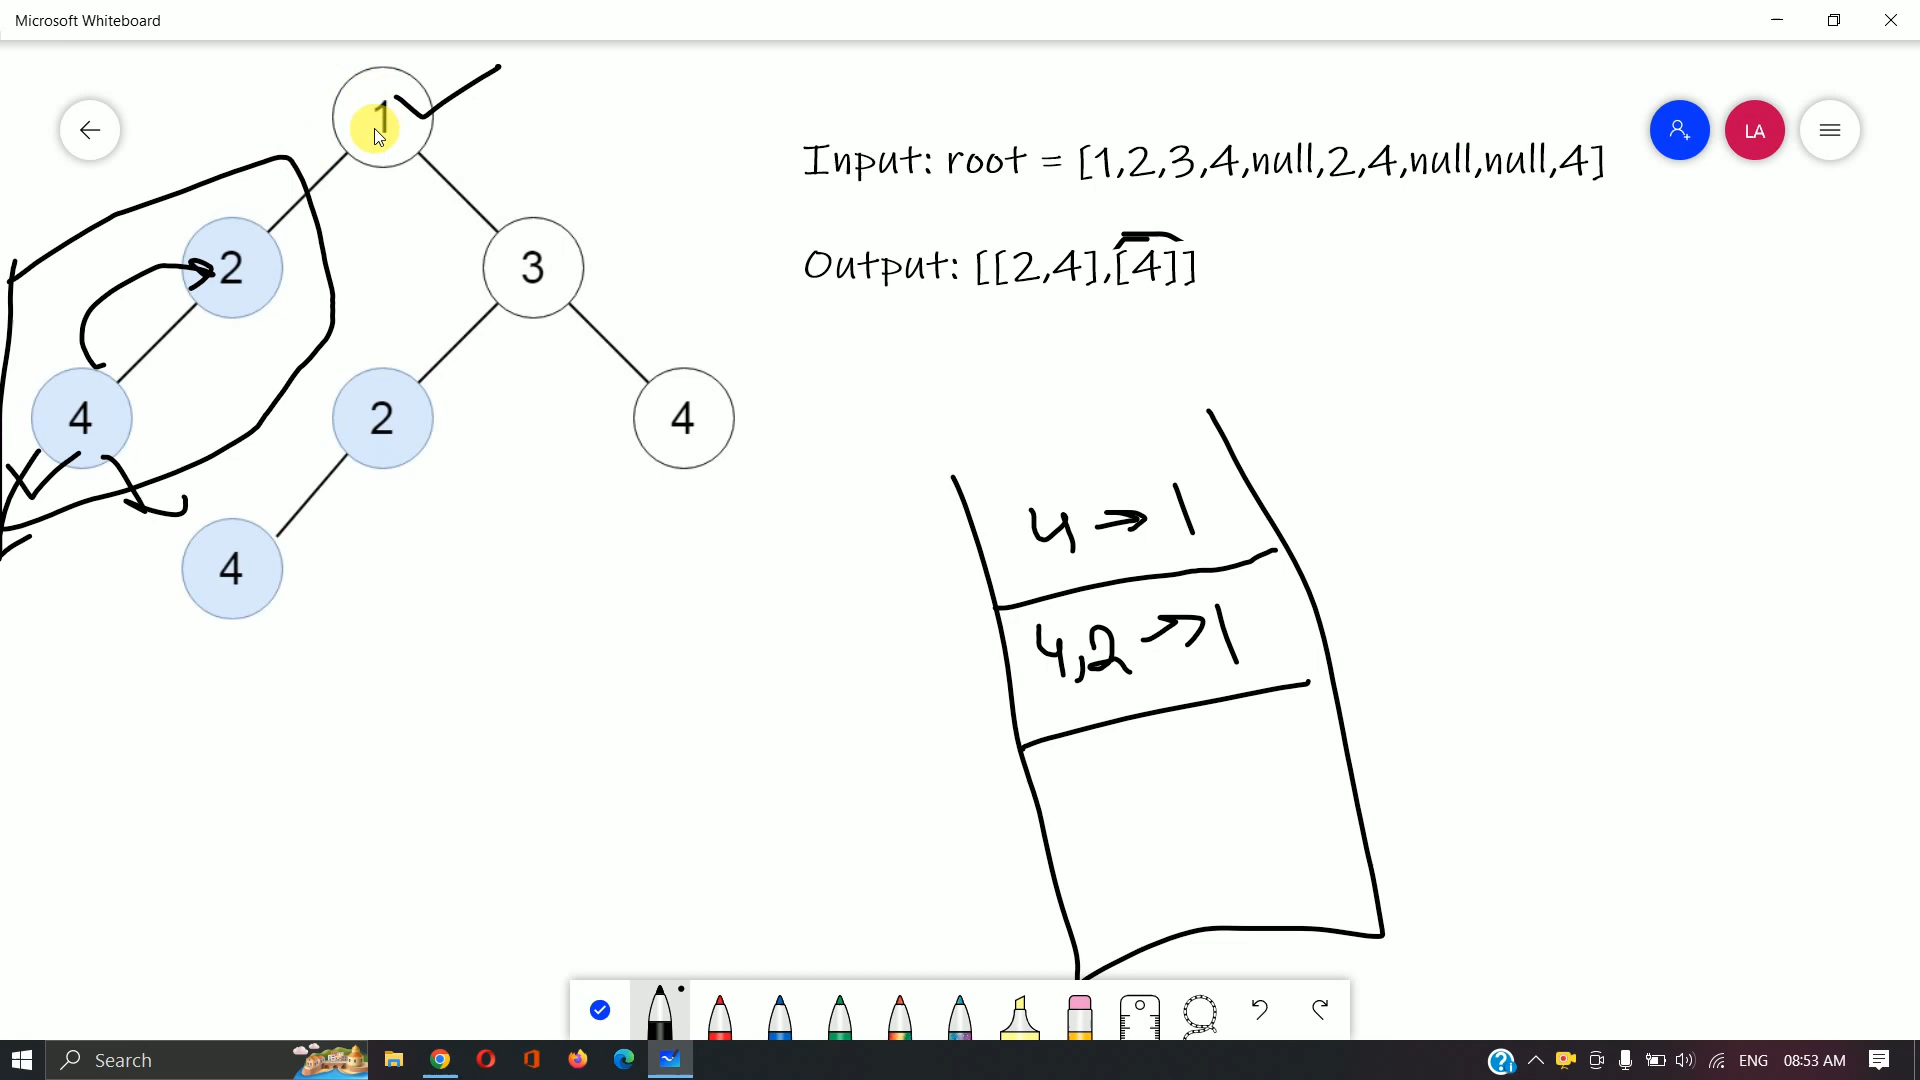 Microsoft Whiteboard
1
LA
Input: root = [1,2,3,4,null,2,4,null,null,4]
2
3
Output: [[2,4],[4]]
4
2
4
4→1
4
4,2→1
Search
ENG
08:53 AM